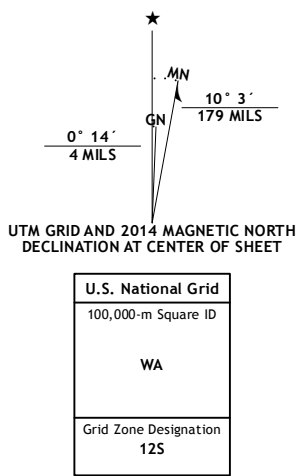 ★
MN
GN
10° 3´
179 MILS
0° 14´
4 MILS
UTM GRID AND 2014 MAGNETIC NORTH
DECLINATION AT CENTER OF SHEET
U.S. National Grid
100,000-m Square ID
WA
Grid Zone Designation
12S